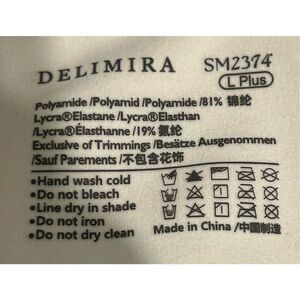 DELIMIRA SM2374
L Plus
Polyamide /Polyamid /Polyamide /81% 锦纶
Lycra®Elastane /Lycra®Elasthan
/Lycra®Élasthanne /19% 氨纶
Exclusive of Trimmings /Besätze Ausgenommen
/Sauf Parements /不包含花饰
•Hand wash cold
•Do not bleach
•Line dry in shade
•Do not iron
•Do not dry clean
Made in China /中国制造